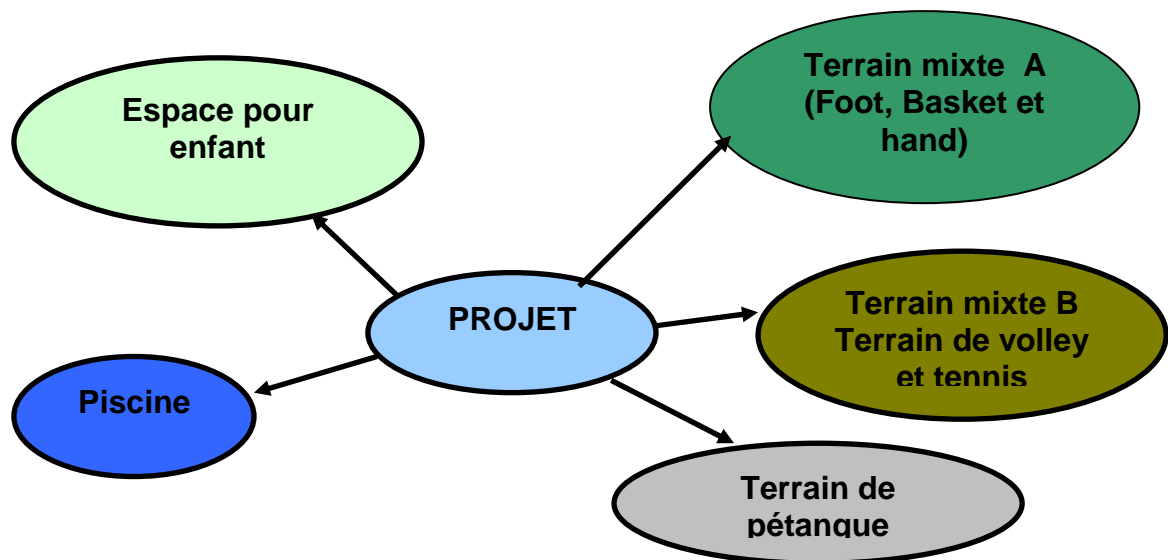 Espace pour
enfant
Terrain mixte  A
(Foot, Basket et
hand)
PROJET
Terrain mixte B
Terrain de volley
et tennis
Piscine
Terrain de
pétanque